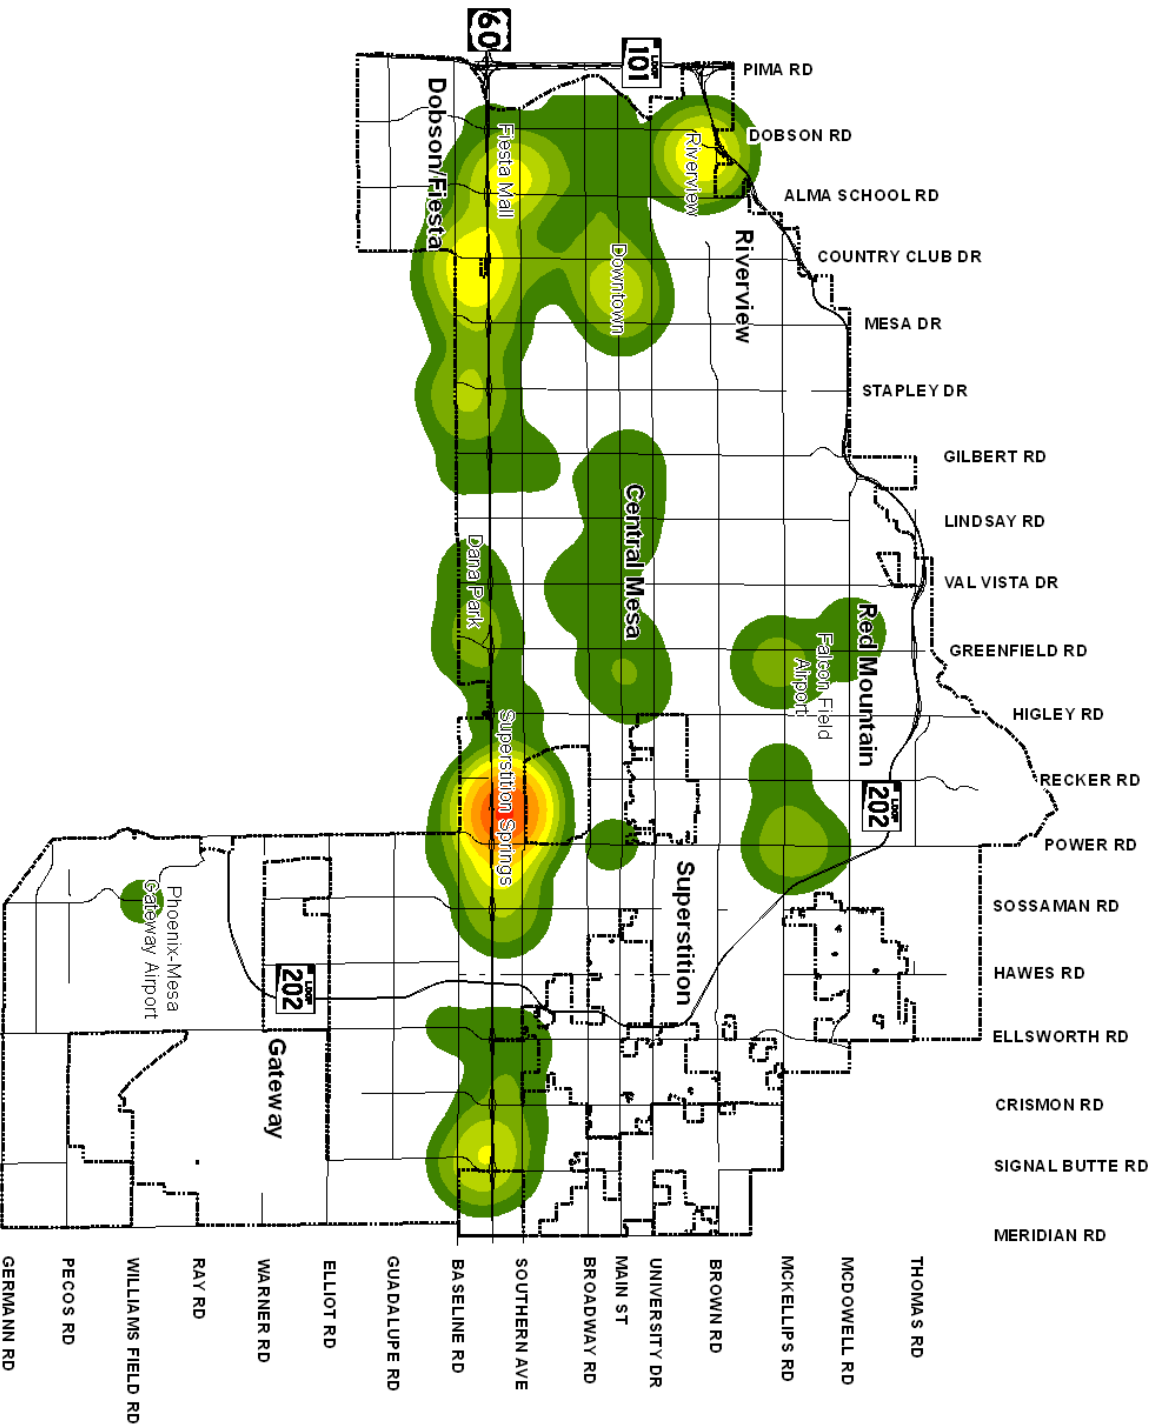 60
LOOP
101
PIMA RD
DOBSON RD
ALMA SCHOOL RD
COUNTRY CLUB DR
MESA DR
STAPLEY DR
GILBERT RD
LINDSAY RD
VAL VISTA DR
GREENFIELD RD
HIGLEY RD
RECKER RD
POWER RD
SOSSAMAN RD
HAWES RD
ELLSWORTH RD
CRISMON RD
SIGNAL BUTTE RD
MERIDIAN RD
Dobson/Fiesta
Fiesta Mall
Riverview
Riverview
Downtown
Central Mesa
Dana Park
Red Mountain
Falcon Field
Airport
LOOP
202
Superstition Springs
Superstition
Phoenix-Mesa
Gateway Airport
LOOP
202
Gateway
GERMANN RD
PECOS RD
WILLIAMS FIELD RD
RAY RD
WARNER RD
ELLIOT RD
GUADALUPE RD
BASELINE RD
SOUTHERN AVE
BROADWAY RD
MAIN ST
UNIVERSITY DR
BROWN RD
MCKELLIPS RD
MCDOWELL RD
THOMAS RD